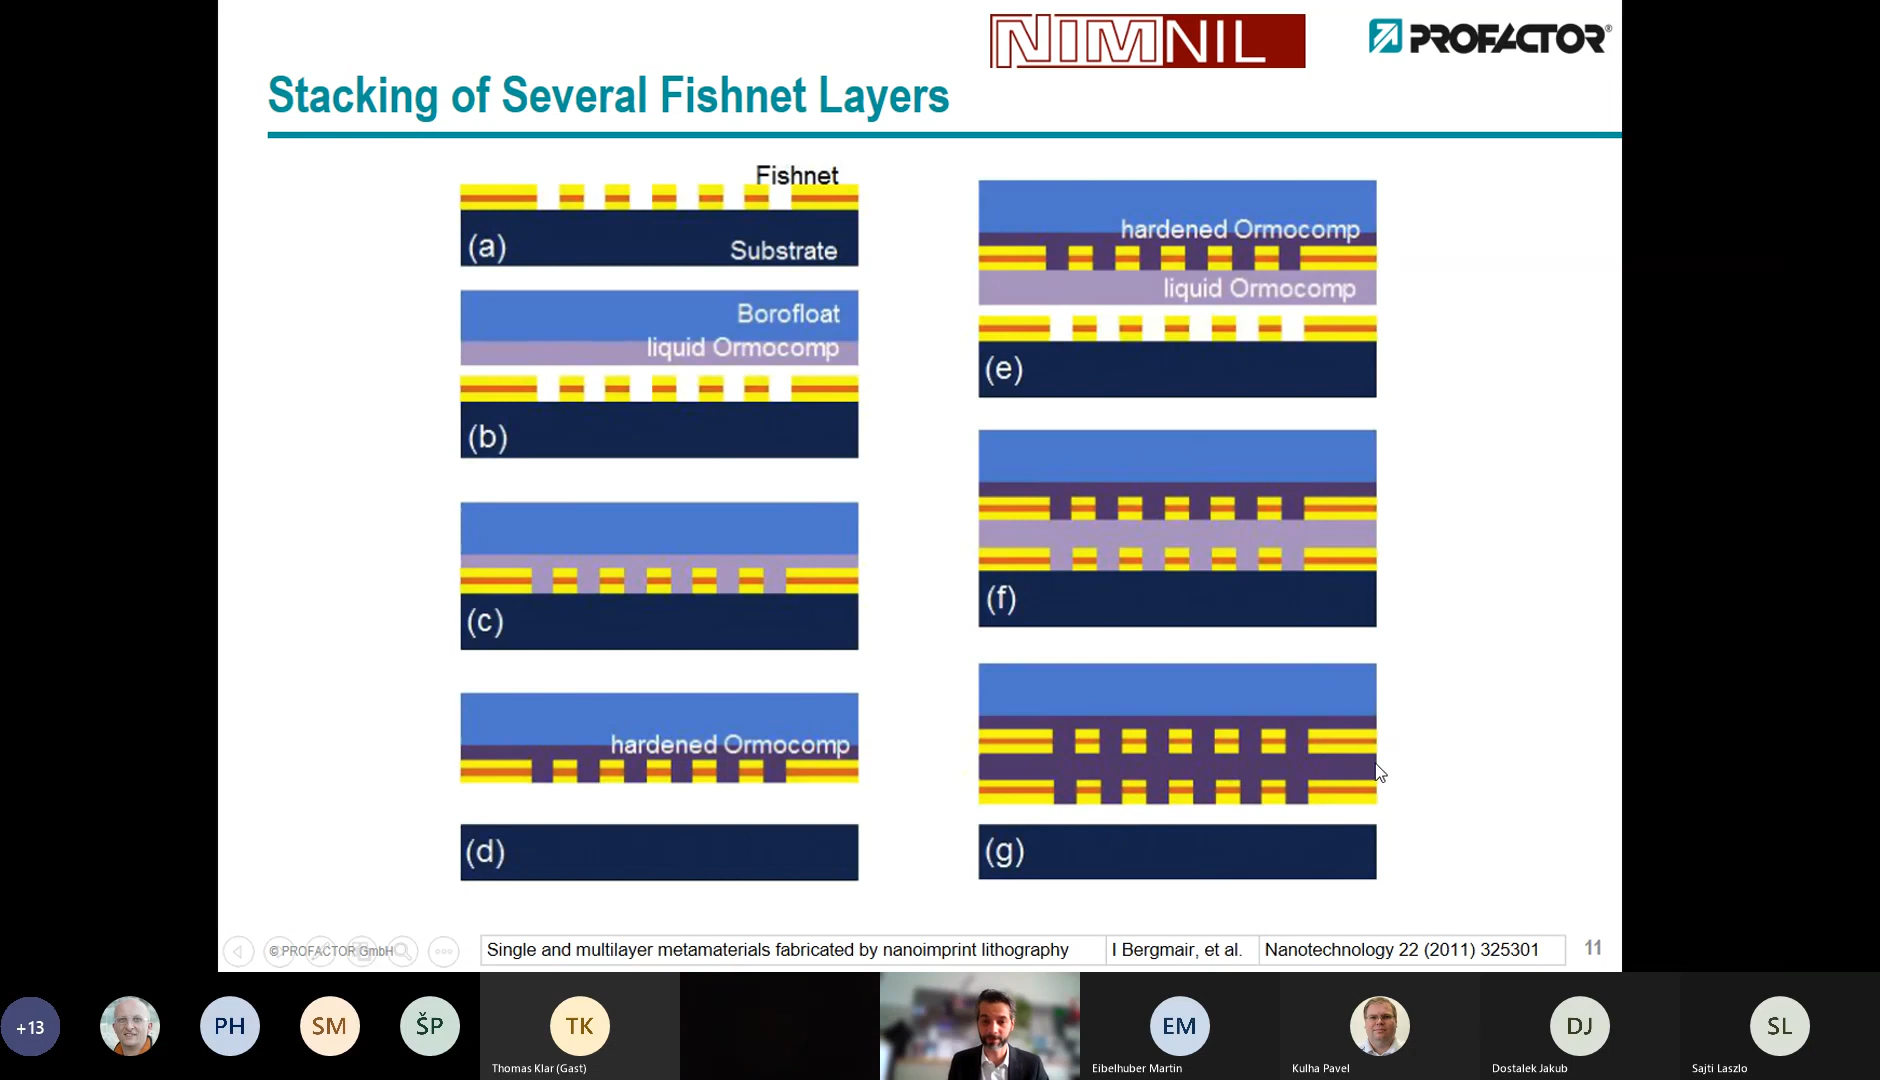 NIMNIL
PROFACTOR®
Stacking of Several Fishnet Layers
Fishnet
(a)
Substrate
Borofloat
liquid Ormocomp
(b)
(c)
hardened Ormocomp
(d)
hardened Ormocomp
liquid Ormocomp
(e)
(f)
(g)
© PROFACTOR GmbH
Single and multilayer metamaterials fabricated by nanoimprint lithography
I Bergmair, et al.
Nanotechnology 22 (2011) 325301
11
+13
PH
SM
ŠP
TK
Thomas Klar (Gast)
EM
Eibelhuber Martin
Kulha Pavel
DJ
Dostalek Jakub
SL
Sajti Laszlo